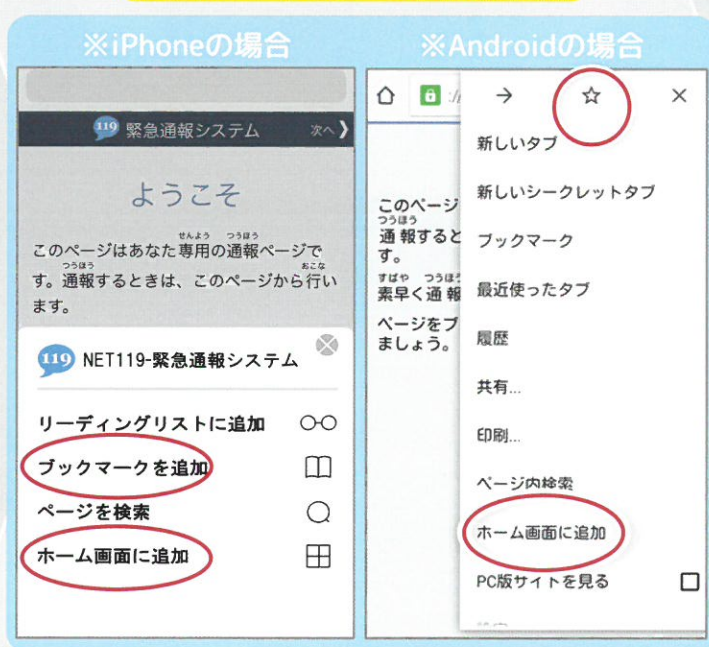 ※iPhoneの場合
119 緊急通報システム 次へ ❯
ようこそ
せんよう つうほう
このページはあなた専用の通報ページで
つうほう おこな
す。通報するときは、このページから行い
ます。
119 NET119-緊急通報システム
リーディングリストに追加
ブックマークを追加
ページを検索
ホーム画面に追加
※Androidの場合
://
このページ
つうほう
通報すると
す。
すばや つうほう
素早く通報
ページをブ
ましょう。
新しいタブ
新しいシークレットタブ
ブックマーク
最近使ったタブ
履歴
共有...
印刷...
ページ内検索
ホーム画面に追加
PC版サイトを見る